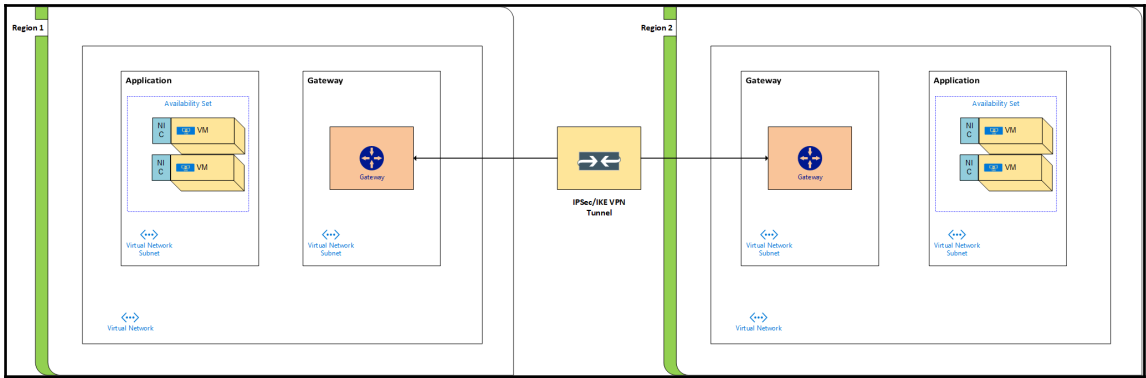 Region 1
Application
Availability Set
NI
C
VM
NI
C
VM
Virtual Network
Subnet
Gateway
Gateway
Virtual Network
Subnet
Virtual Network
IPSec/IKE VPN
Tunnel
Region 2
Gateway
Gateway
Virtual Network
Subnet
Application
Availability Set
NI
C
VM
NI
C
VM
Virtual Network
Subnet
Virtual Network